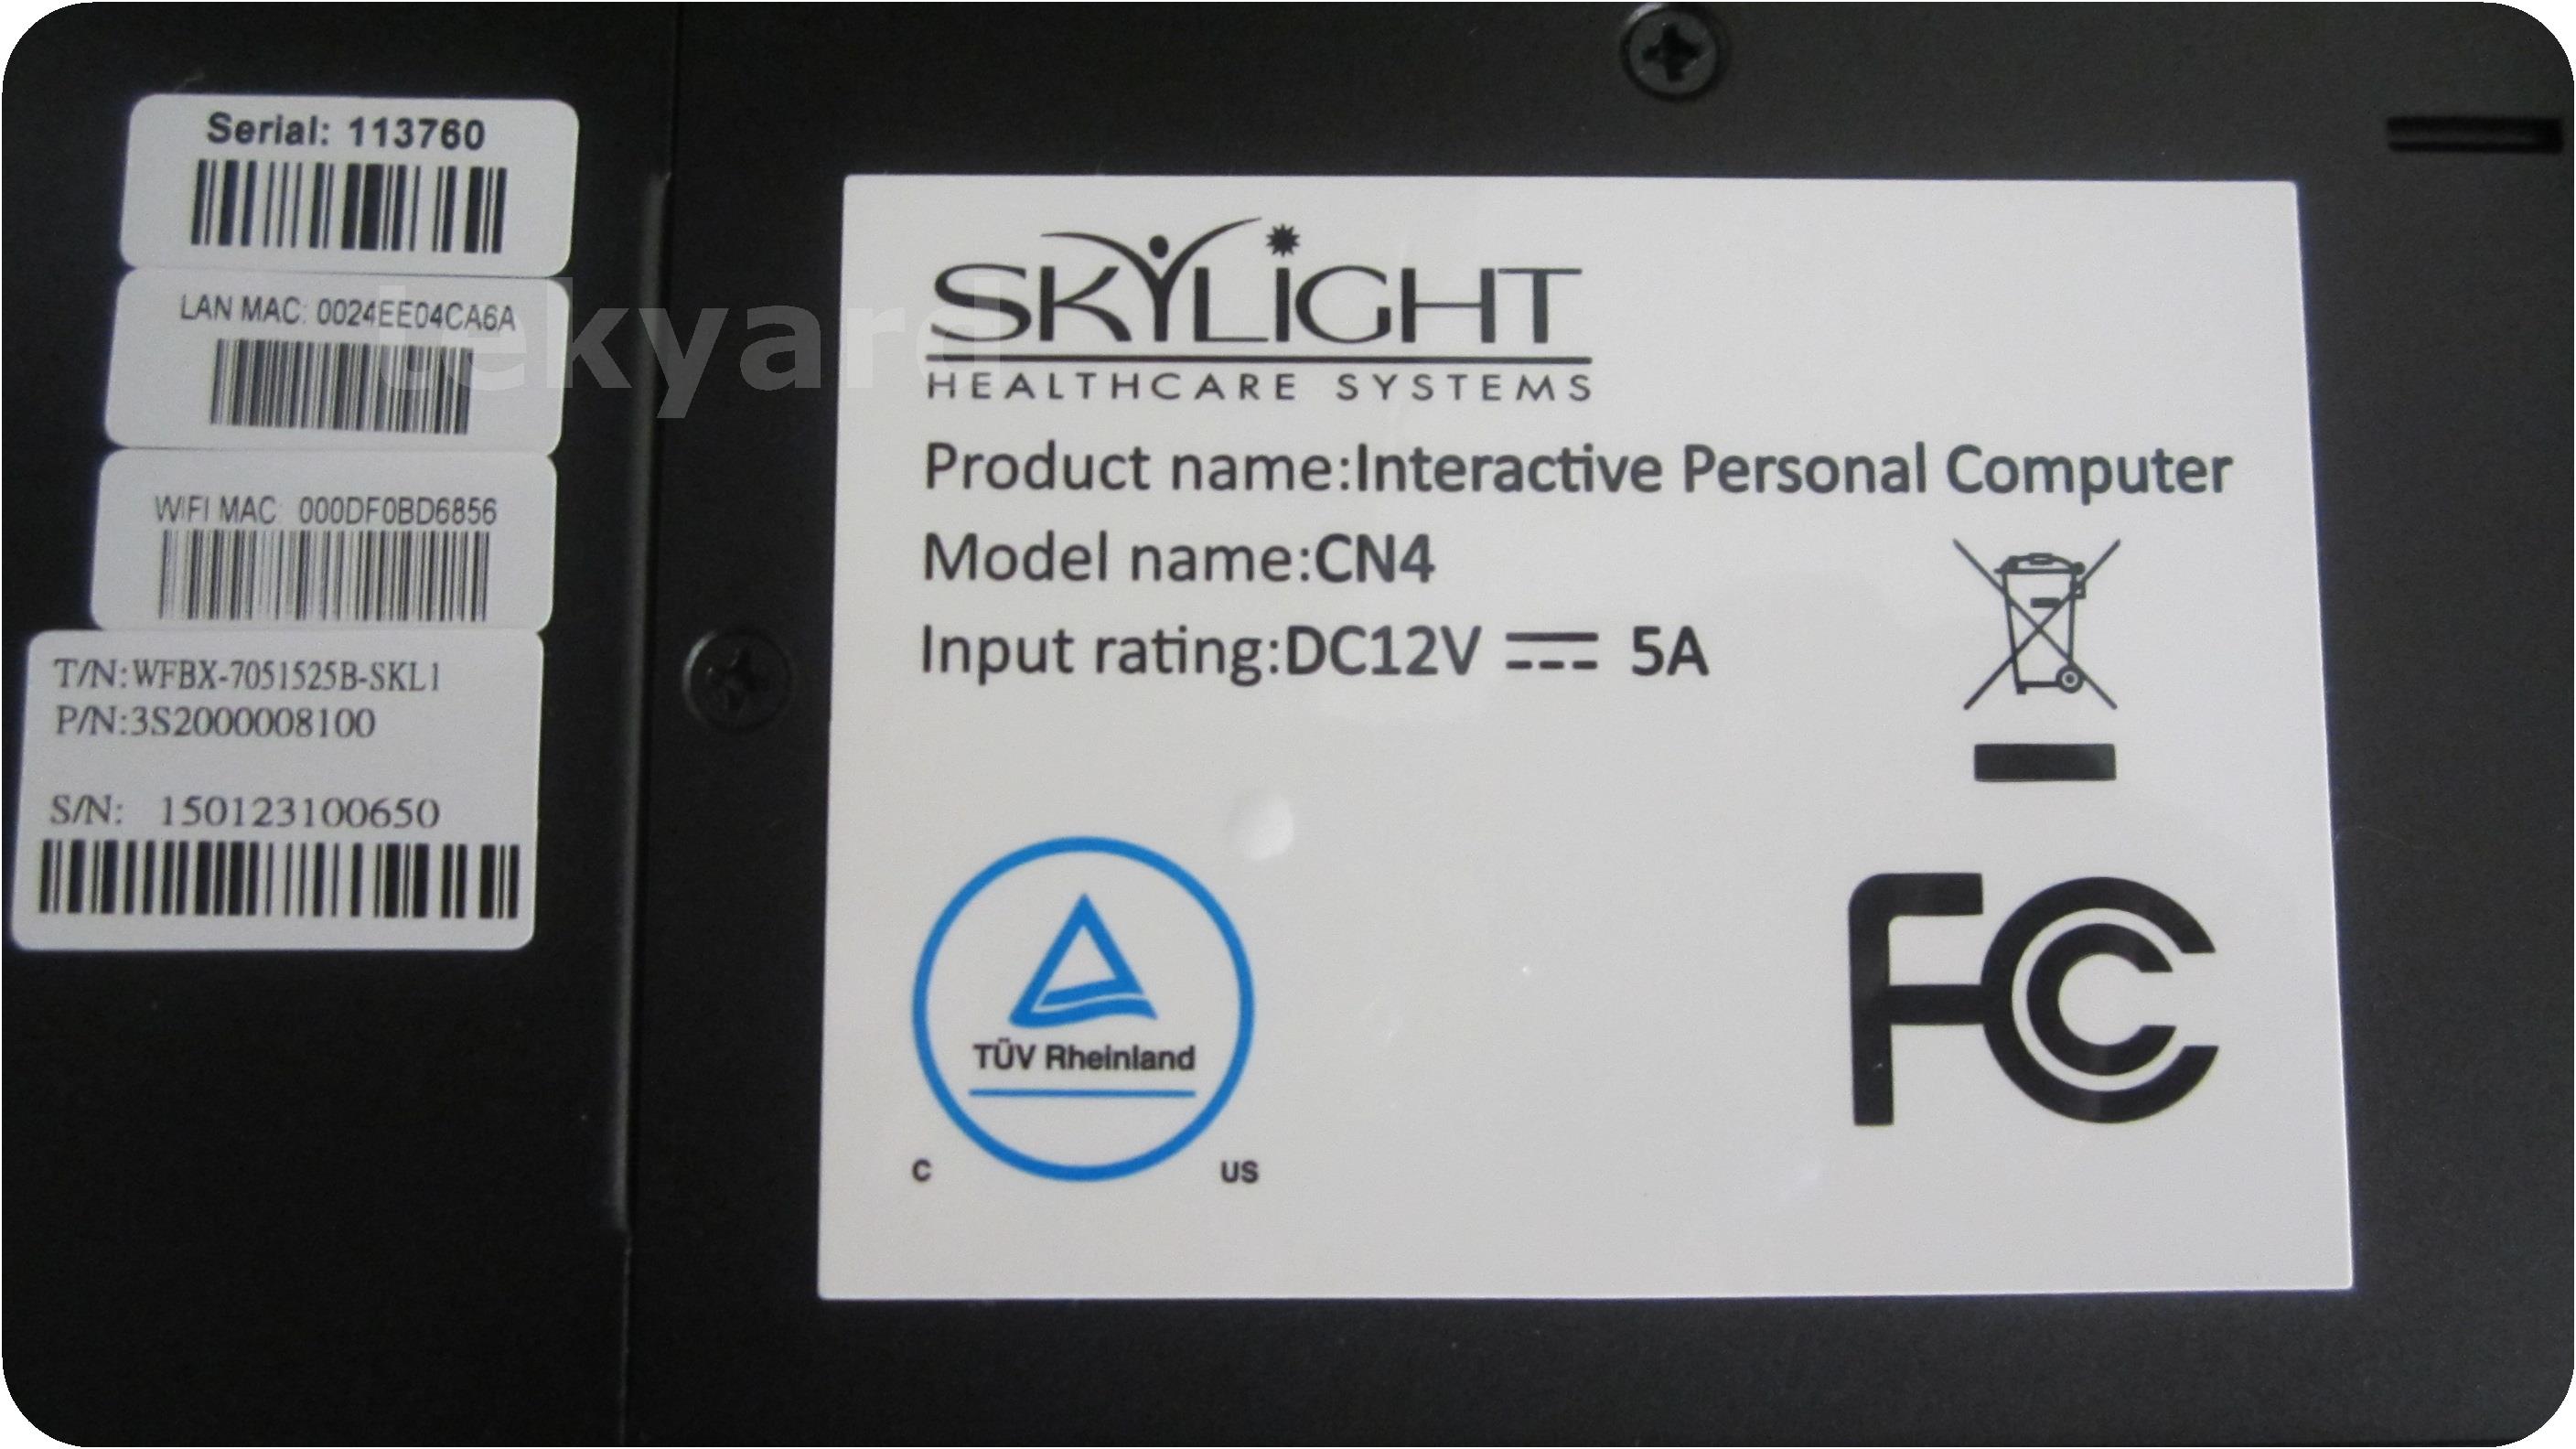 Serial: 113760
LAN MAC: 0024EE04CA6A
WIFI MAC: 000DF0BD6856
T/N:WFBX-7051525B-SKL1
P/N:3S2000008100
S/N: 150123100650
tekyard
SKYLiGHT
HEALTHCARE SYSTEMS
Product name:Interactive Personal Computer
Model name:CN4
Input rating:DC12V ⎓ 5A
TÜV Rheinland
C US
FC